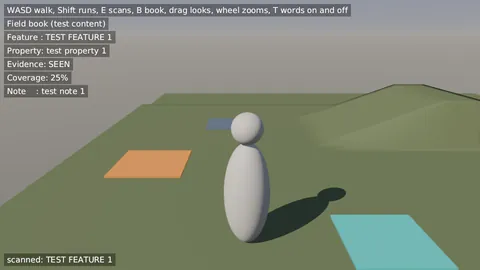 WASD walk, Shift runs, E scans, B book, drag looks, wheel zooms, T words on and off
Field book (test content)
Feature : TEST FEATURE 1
Property: test property 1
Evidence: SEEN
Coverage: 25%
Note    : test note 1
scanned: TEST FEATURE 1